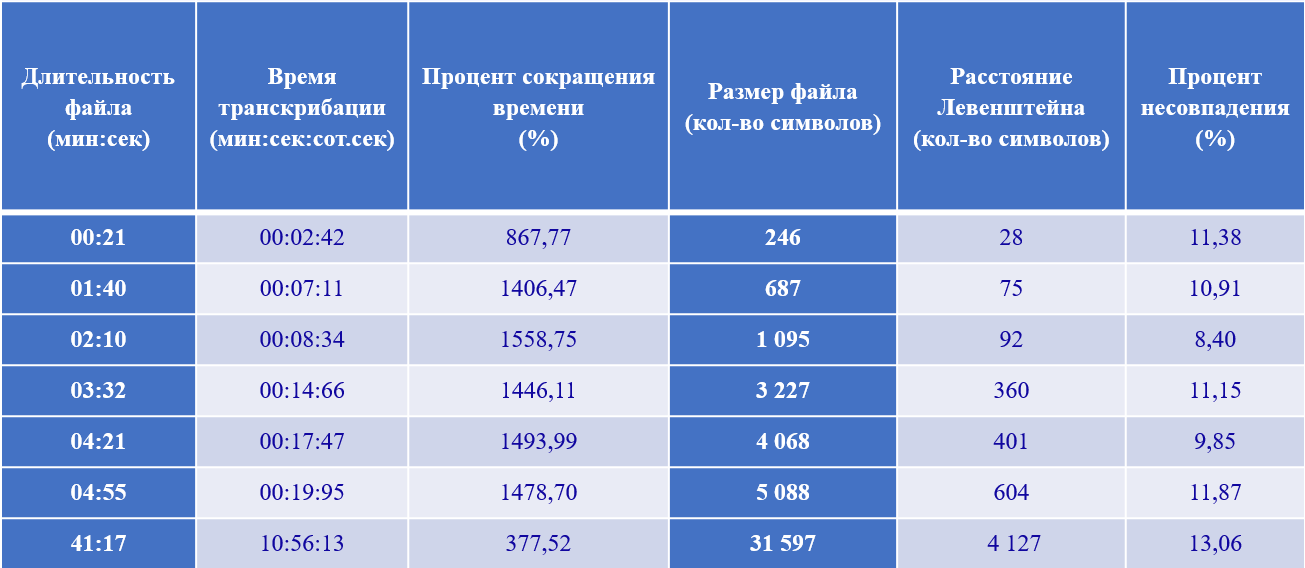 Длительность файла (мин:сек) Время транскрибации (мин:сек:сот.сек) Процент сокращения времени (%) Размер файла (кол-во символов) Расстояние Левенштейна (кол-во символов) Процент несовпадения (%)
00:21 00:02:42 867,77 246 28 11,38
01:40 00:07:11 1406,47 687 75 10,91
02:10 00:08:34 1558,75 1 095 92 8,40
03:32 00:14:66 1446,11 3 227 360 11,15
04:21 00:17:47 1493,99 4 068 401 9,85
04:55 00:19:95 1478,70 5 088 604 11,87
41:17 10:56:13 377,52 31 597 4 127 13,06